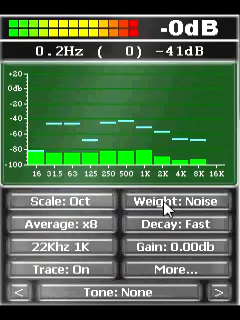 -0dB
0.2Hz ( 0) -41dB
+20
0db
-20
-40
-60
-80
-100
16 31.5 63 125 250 500 1K 2K 4K 8K 16K
Scale: Oct Weight: Noise
Average: x8 Decay: Fast
22Khz 1K Gain: 0.00db
Trace: On More...
< Tone: None >